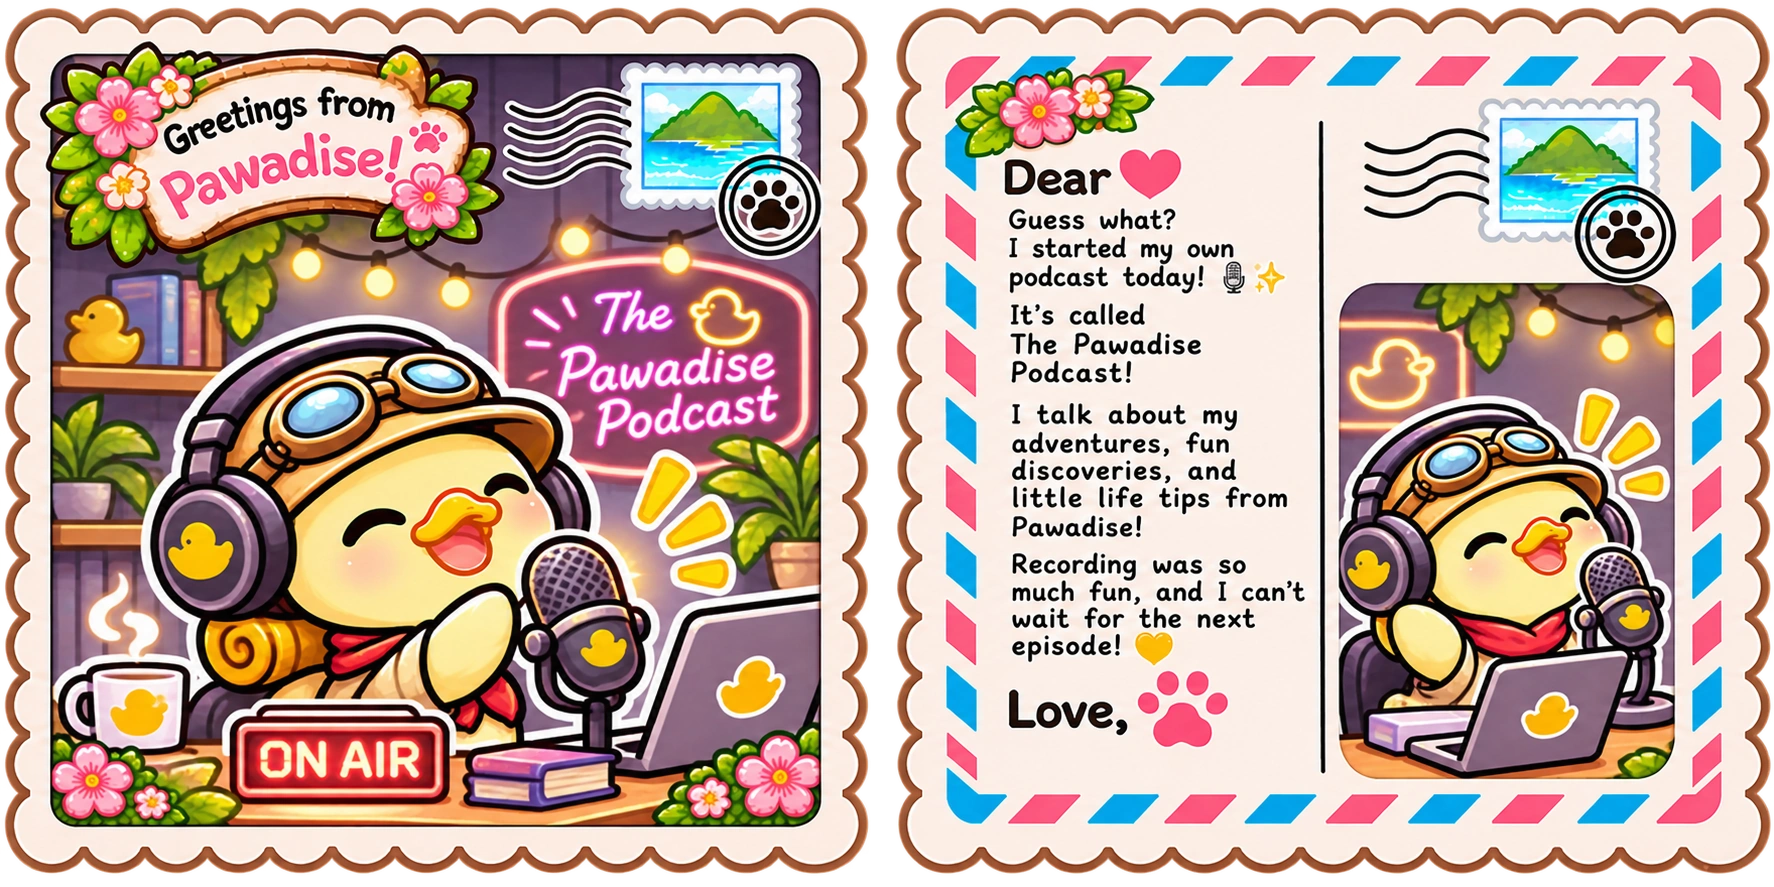 Greetings from
Pawadise!
The
Pawadise
Podcast
ON AIR
Dear
Guess what?
I started my own
podcast today!
It's called
The Pawadise
Podcast!
I talk about my
adventures, fun
discoveries, and
little life tips from
Pawadise!
Recording was so
much fun, and I can't
wait for the next
episode!
Love,